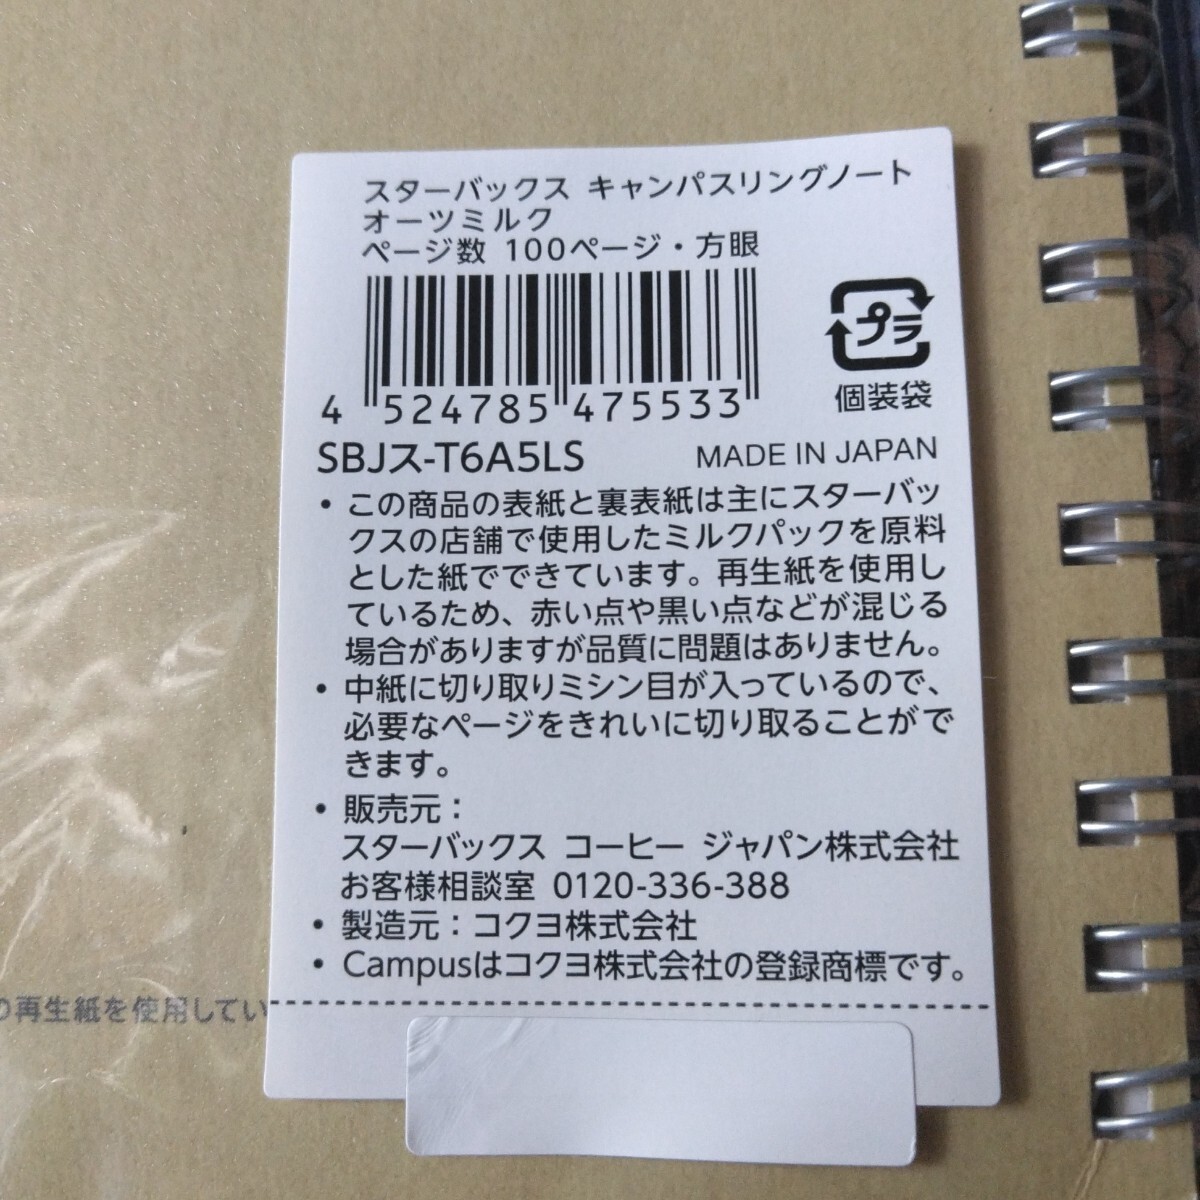 スターバックス キャンパスリングノート
オーツミルク
ページ数 100ページ・方眼
プラ
個装袋
4 524785 475533
SBJス-T6A5LS MADE IN JAPAN
・この商品の表紙と裏表紙は主にスターバッ
クスの店舗で使用したミルクパックを原料
とした紙でできています。再生紙を使用し
ているため、赤い点や黒い点などが混じる
場合がありますが品質に問題はありません。
・中紙に切り取りミシン目が入っているので、
必要なページをきれいに切り取ることがで
きます。
・販売元：
スターバックス コーヒー ジャパン株式会社
お客様相談室 0120-336-388
・製造元：コクヨ株式会社
・Campusはコクヨ株式会社の登録商標です。
の再生紙を使用してい